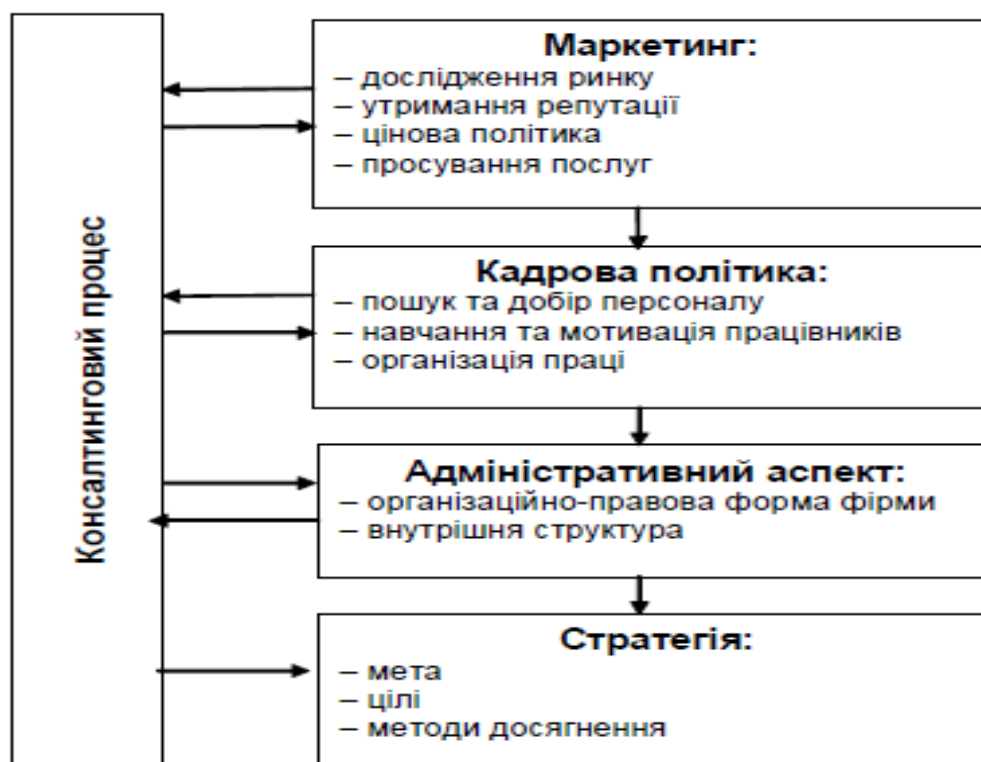 Консалтинговий процес
Маркетинг:
– дослідження ринку
– утримання репутації
– цінова політика
– просування послуг
Кадрова політика:
– пошук та добір персоналу
– навчання та мотивація працівників
– організація праці
Адміністративний аспект:
– організаційно-правова форма фірми
– внутрішня структура
Стратегія:
– мета
– цілі
– методи досягнення